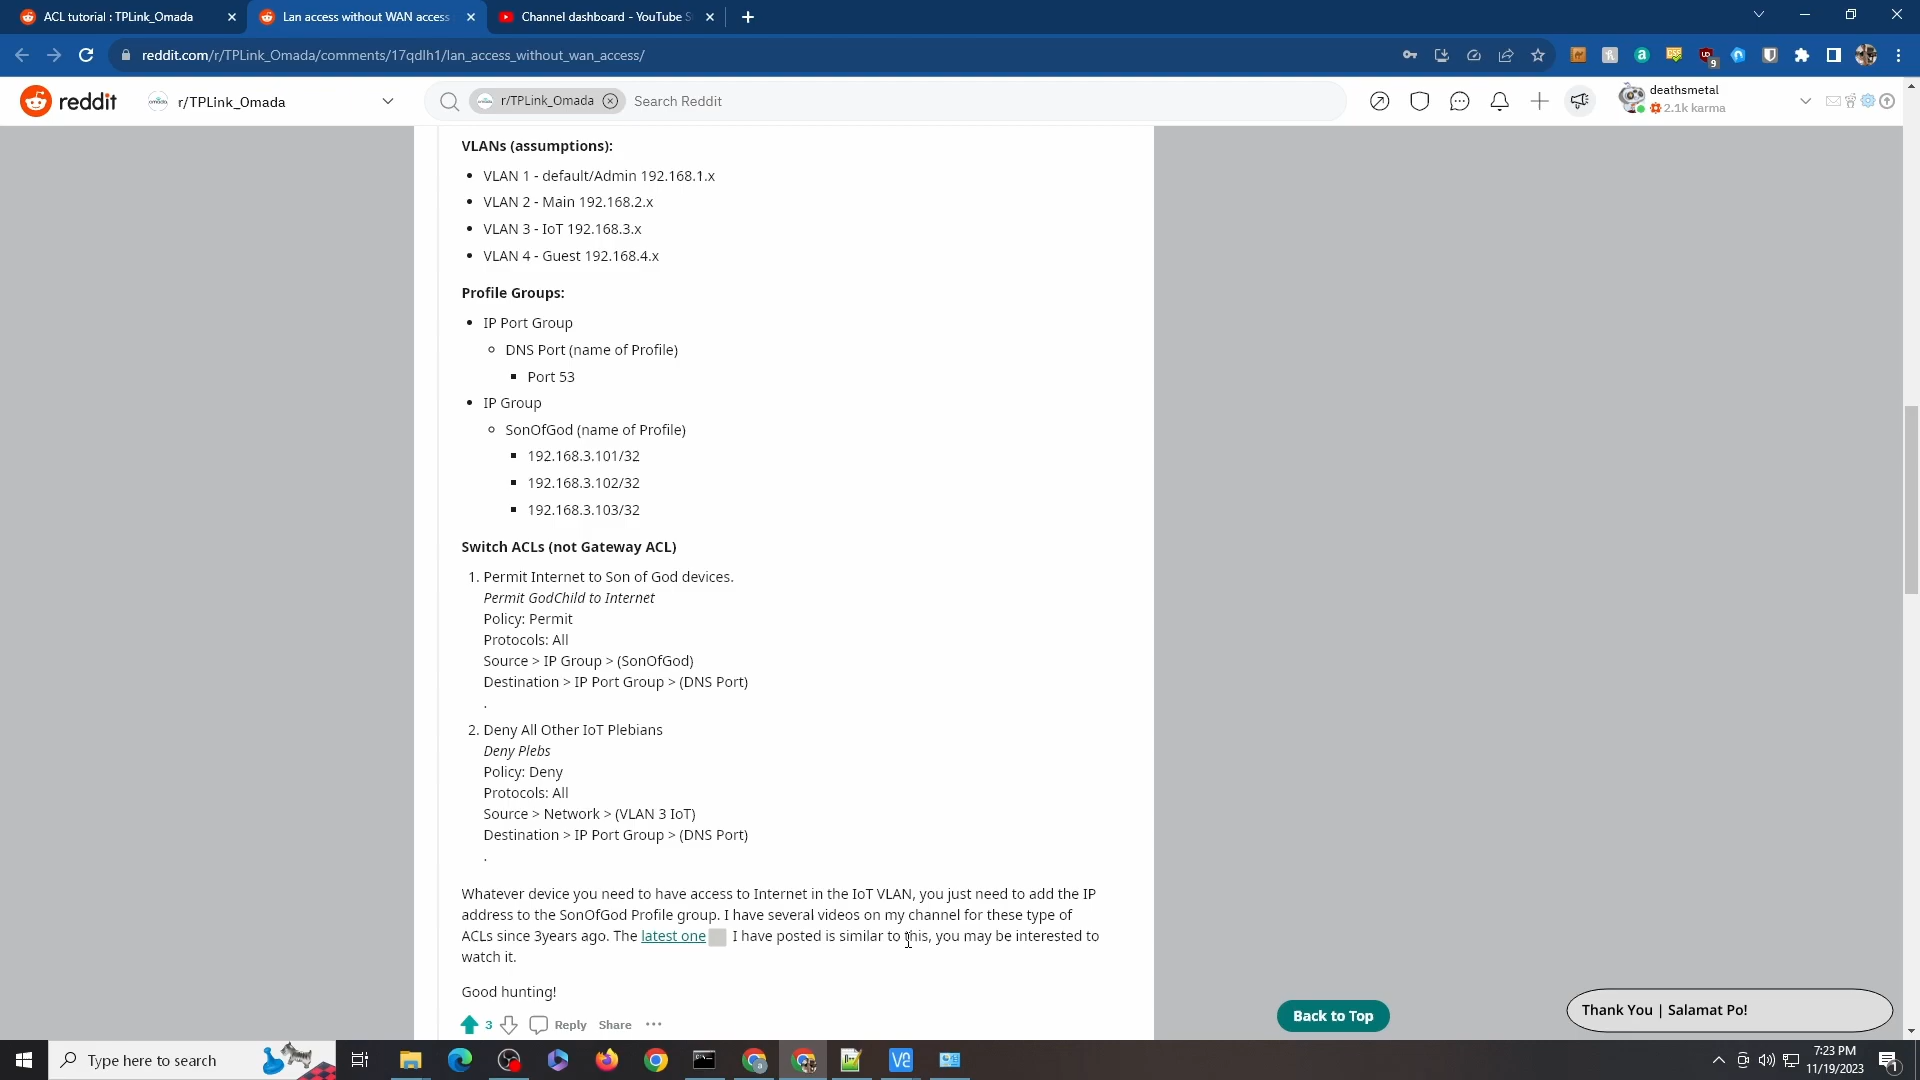 ACL tutorial : TPLink_Omada
Lan access without WAN access
Channel dashboard - YouTube S
reddit.com/r/TPLink_Omada/comments/17qdlh1/lan_access_without_wan_access/
9
reddit
r/TPLink_Omada
r/TPLink_Omada
Search Reddit
deathsmetal
2.1k karma
VLANs (assumptions):
VLAN 1 - default/Admin 192.168.1.x
VLAN 2 - Main 192.168.2.x
VLAN 3 - IoT 192.168.3.x
VLAN 4 - Guest 192.168.4.x
Profile Groups:
IP Port Group
DNS Port (name of Profile)
Port 53
IP Group
SonOfGod (name of Profile)
192.168.3.101/32
192.168.3.102/32
192.168.3.103/32
Switch ACLs (not Gateway ACL)
1. Permit Internet to Son of God devices.
Permit GodChild to Internet
Policy: Permit
Protocols: All
Source > IP Group > (SonOfGod)
Destination > IP Port Group > (DNS Port)
.
2. Deny All Other IoT Plebians
Deny Plebs
Policy: Deny
Protocols: All
Source > Network > (VLAN 3 IoT)
Destination > IP Port Group > (DNS Port)
.
Whatever device you need to have access to Internet in the IoT VLAN, you just need to add the IP
address to the SonOfGod Profile group. I have several videos on my channel for these type of
ACLs since 3years ago. The latest one I have posted is similar to this, you may be interested to
watch it.
Good hunting!
3
Reply
Share
Back to Top
Thank You | Salamat Po!
Type here to search
7:23 PM
11/19/2023
1